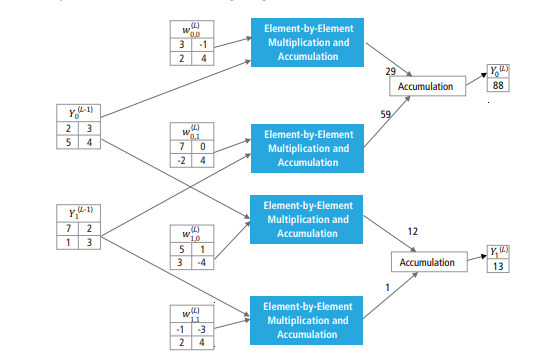 w0,0(L)
3 -1
2 4
Element-by-Element
Multiplication and
Accumulation
29
Accumulation
Y0(L)
88
Y0(L-1)
2 3
5 4
w0,1(L)
7 0
-2 4
Element-by-Element
Multiplication and
Accumulation
59
Y1(L-1)
7 2
1 3
w1,0(L)
5 1
3 -4
Element-by-Element
Multiplication and
Accumulation
12
Accumulation
Y1(L)
13
1
w1,1(L)
-1 -3
2 4
Element-by-Element
Multiplication and
Accumulation